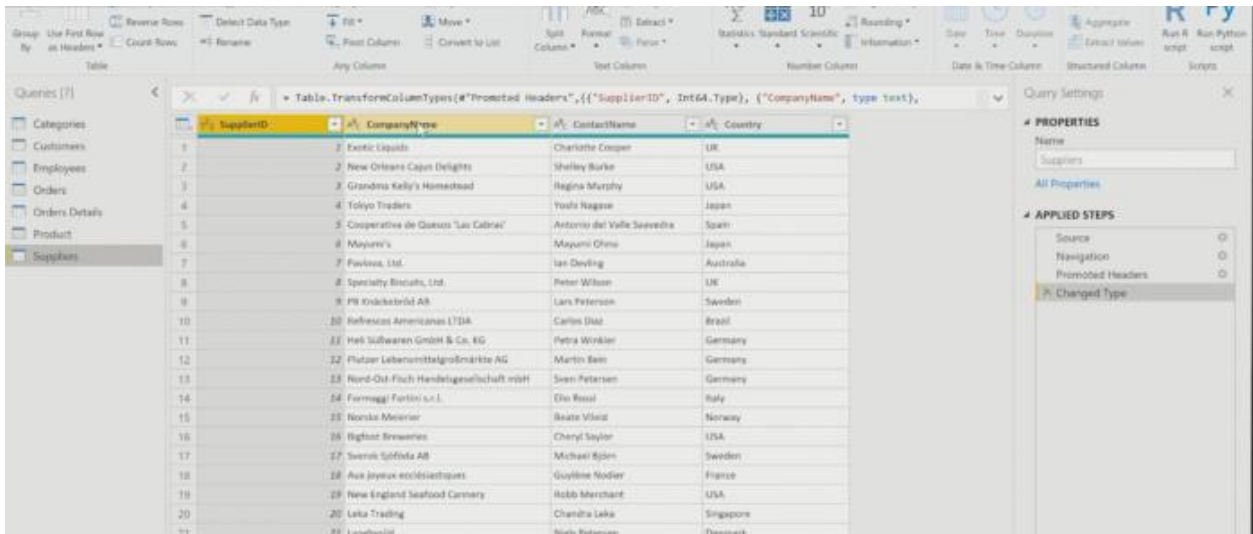 Reverse Rows Detect Data Type Fill Move Extract 10 Rounding Aggregate
Group By Use First Row as Headers Count Rows Rename Pivot Column Convert to List Split Column Format Parse Statistics Standard Scientific Information Date Time Duration Extract Values Run R script Run Python script
Table Any Column Text Column Number Column Date & Time Column Structured Column Scripts
Queries [7]
Categories
Customers
Employees
Orders
Orders Details
Product
Suppliers
= Table.TransformColumnTypes(#"Promoted Headers",{{"SupplierID", Int64.Type}, {"CompanyName", type text},
SupplierID CompanyName ContactName Country
1 1 Exotic Liquids Charlotte Cooper UK
2 2 New Orleans Cajun Delights Shelley Burke USA
3 3 Grandma Kelly's Homestead Regina Murphy USA
4 4 Tokyo Traders Yoshi Nagase Japan
5 5 Cooperativa de Quesos 'Las Cabras' Antonio del Valle Saavedra Spain
6 6 Mayumi's Mayumi Ohno Japan
7 7 Pavlova, Ltd. Ian Devling Australia
8 8 Specialty Biscuits, Ltd. Peter Wilson UK
9 9 PB Knäckebröd AB Lars Peterson Sweden
10 10 Refrescos Americanas LTDA Carlos Diaz Brazil
11 11 Heli Süßwaren GmbH & Co. KG Petra Winkler Germany
12 12 Plutzer Lebensmittelgroßmärkte AG Martin Bein Germany
13 13 Nord-Ost-Fisch Handelsgesellschaft mbH Sven Petersen Germany
14 14 Formaggi Fortini s.r.l. Elio Rossi Italy
15 15 Norske Meierier Beate Vileid Norway
16 16 Bigfoot Breweries Cheryl Saylor USA
17 17 Svensk Sjöföda AB Michael Björn Sweden
18 18 Aux joyeux ecclésiastiques Guylène Nodier France
19 19 New England Seafood Cannery Robb Merchant USA
20 20 Leka Trading Chandra Leka Singapore
21 21 Niels Petersen Denmark
Query Settings
PROPERTIES
Name
Suppliers
All Properties
APPLIED STEPS
Source
Navigation
Promoted Headers
Changed Type